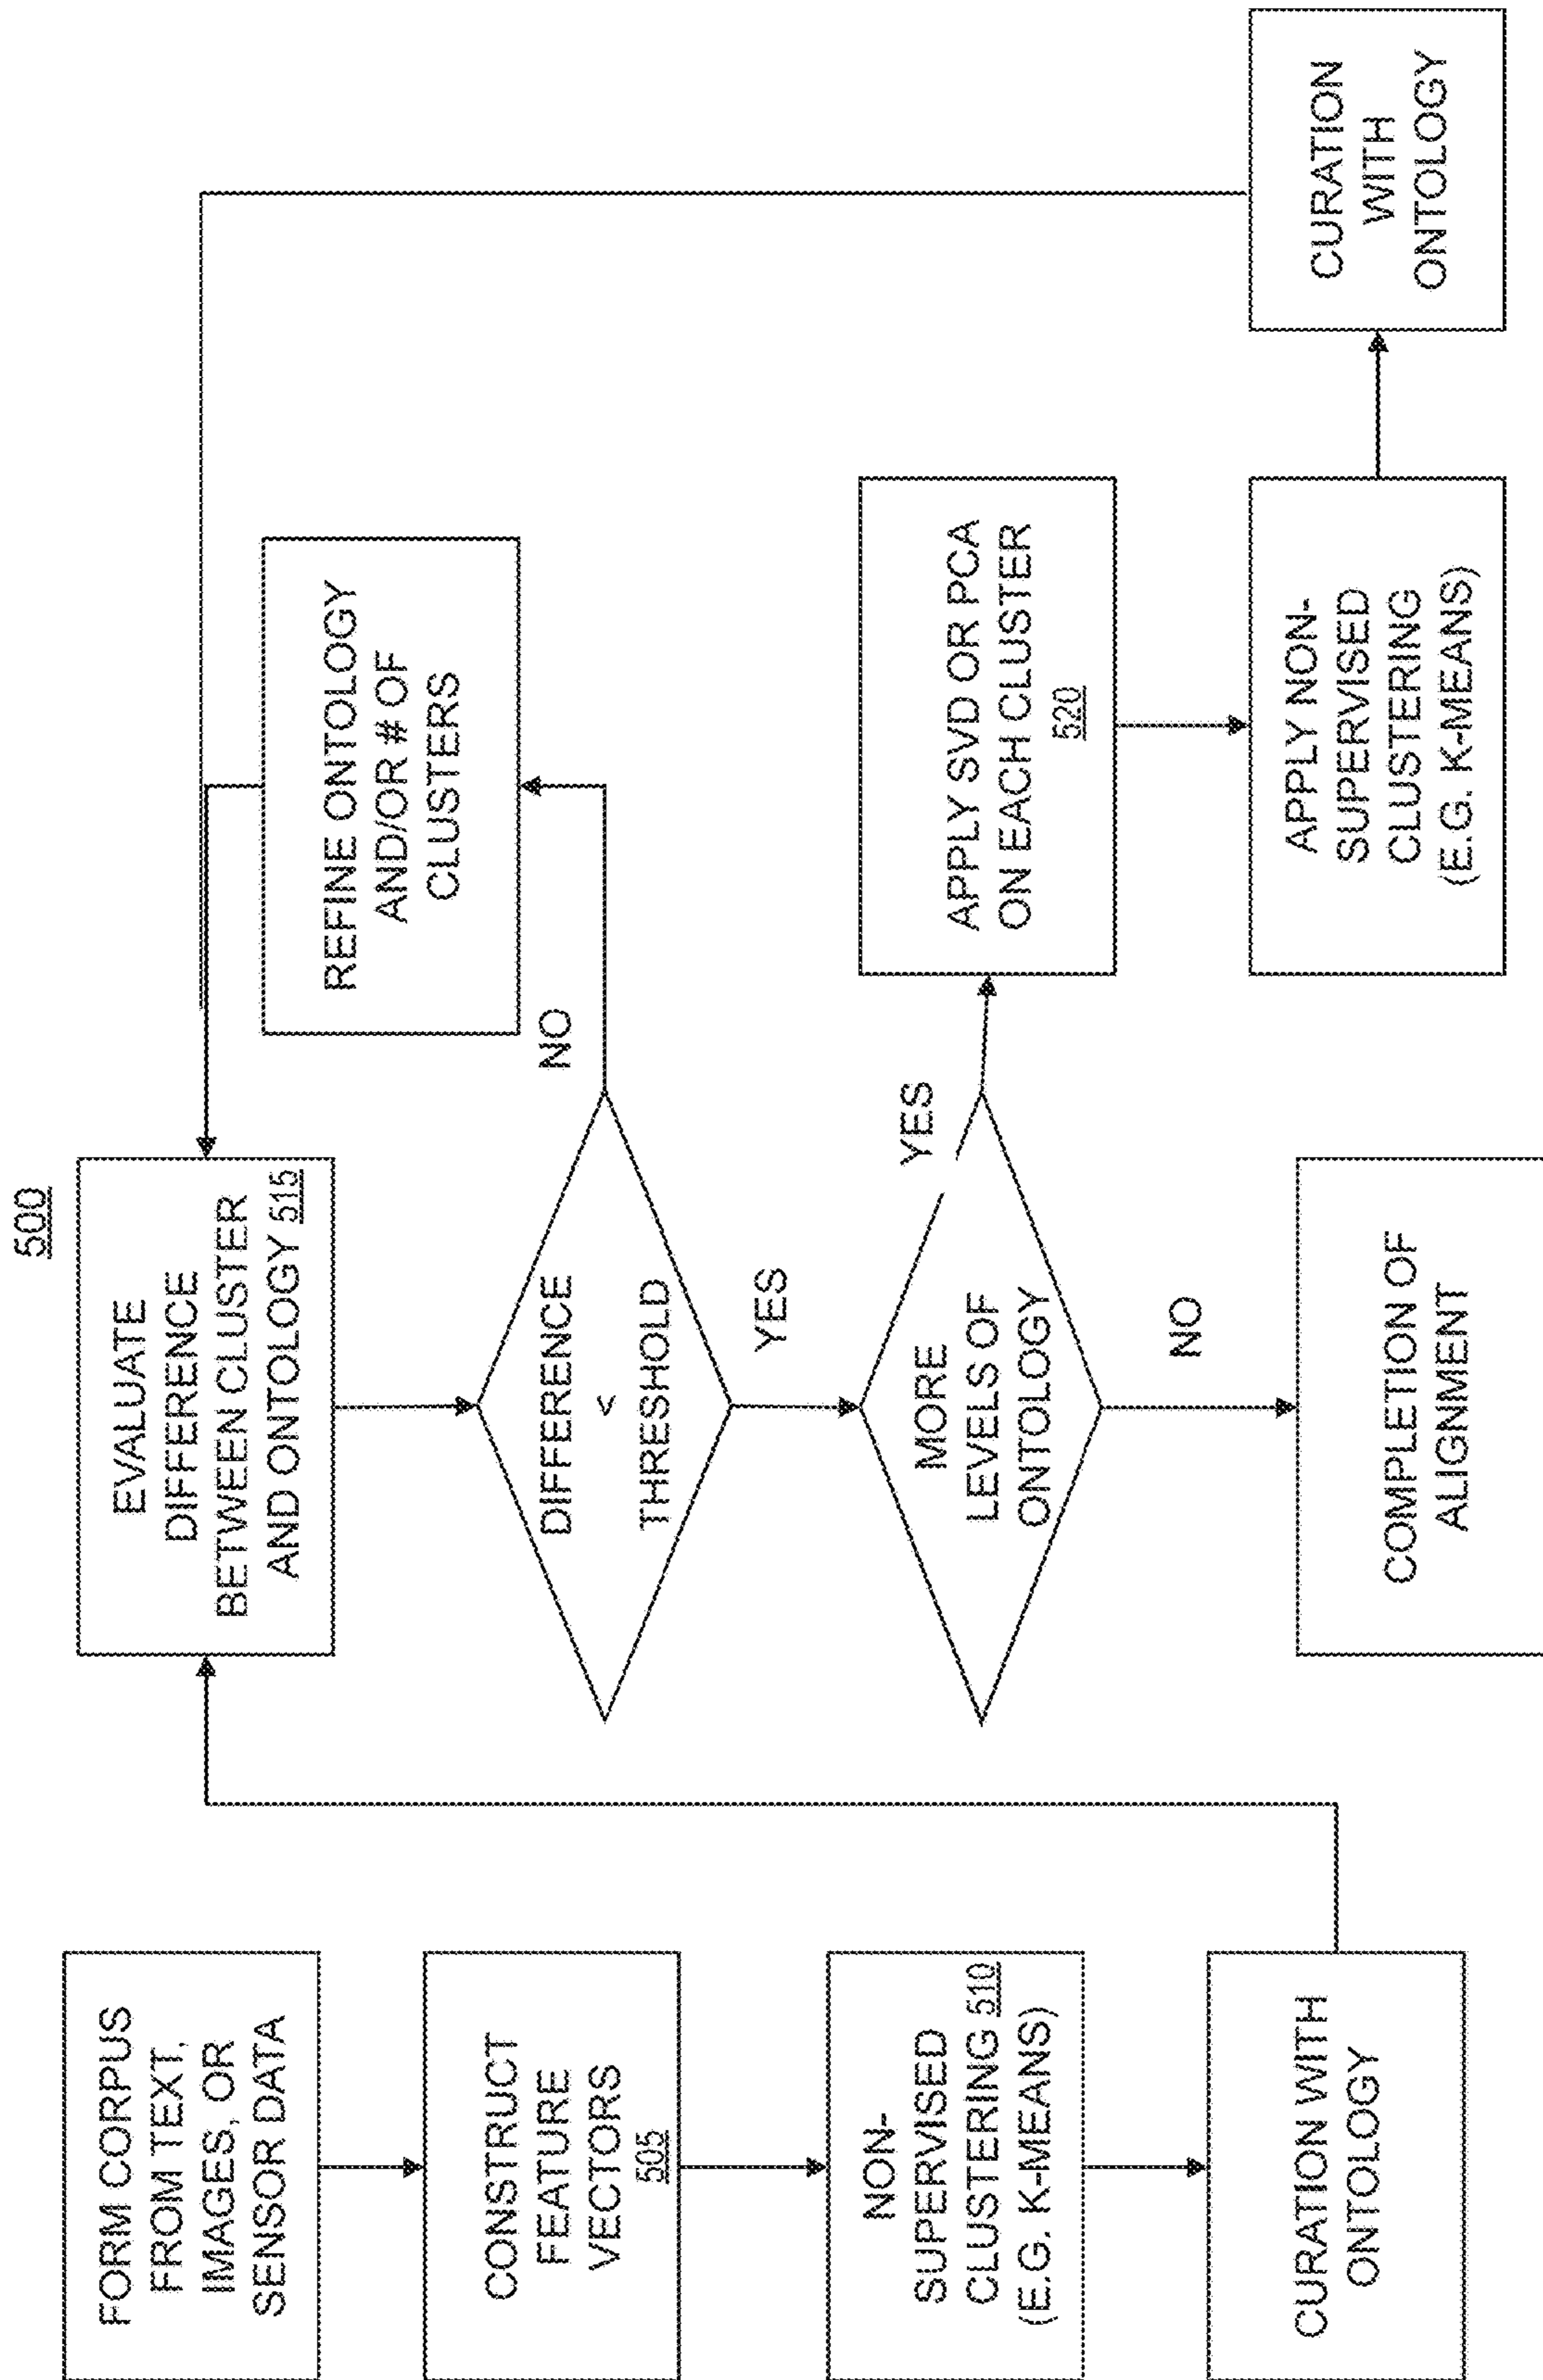 500
FORM CORPUS
FROM TEXT,
IMAGES, OR
SENSOR DATA
CONSTRUCT
FEATURE
VECTORS
505
NON-
SUPERVISED
CLUSTERING 510
(E.G. K-MEANS)
CURATION WITH
ONTOLOGY
EVALUATE
DIFFERENCE
BETWEEN CLUSTER
AND ONTOLOGY 515
DIFFERENCE
<
THRESHOLD
NO
REFINE ONTOLOGY
AND/OR # OF
CLUSTERS
YES
MORE
LEVELS OF
ONTOLOGY
YES
NO
COMPLETION OF
ALIGNMENT
APPLY SVD OR PCA
ON EACH CLUSTER
520
APPLY NON-
SUPERVISED
CLUSTERING
(E.G. K-MEANS)
CURATION
WITH
ONTOLOGY